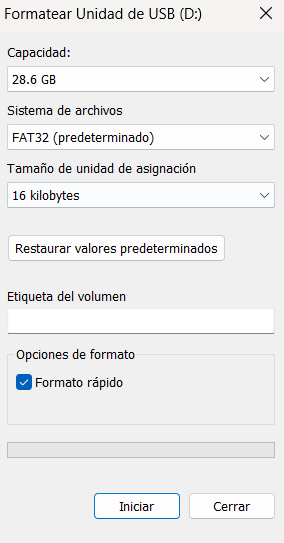 Formatear Unidad de USB (D:)
Capacidad:
28.6 GB
Sistema de archivos
FAT32 (predeterminado)
Tamaño de unidad de asignación
16 kilobytes
Restaurar valores predeterminados
Etiqueta del volumen
Opciones de formato
Formato rápido
Iniciar
Cerrar